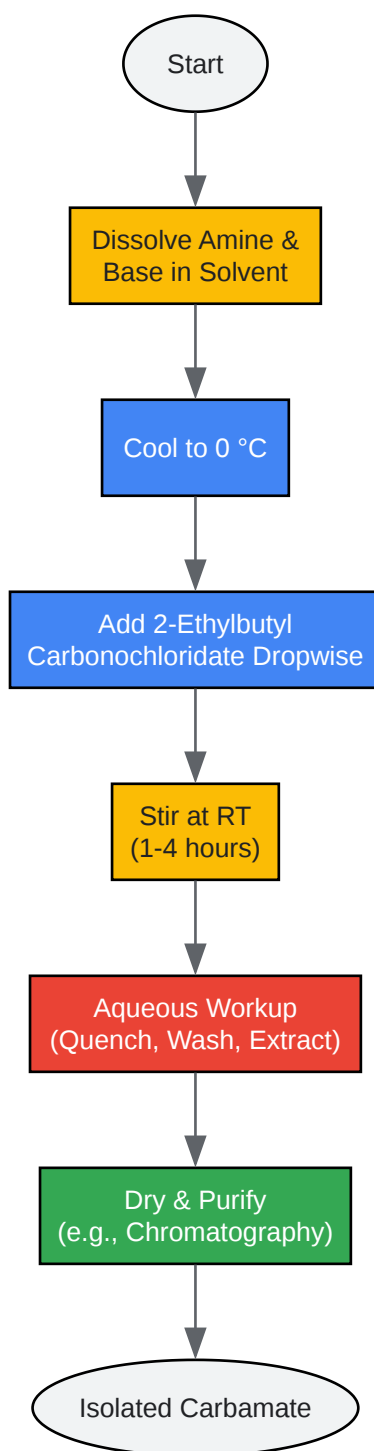 Start
Dissolve Amine &
Base in Solvent
Cool to 0 °C
Add 2-Ethylbutyl
Carbonochloridate Dropwise
Stir at RT
(1-4 hours)
Aqueous Workup
(Quench, Wash, Extract)
Dry & Purify
(e.g., Chromatography)
Isolated Carbamate